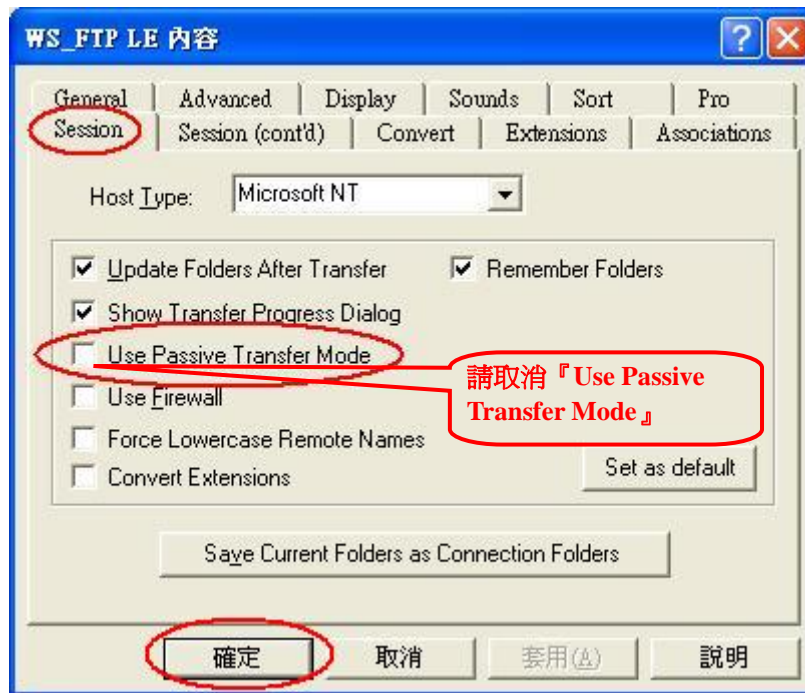 WS_FTP LE 內容
General Advanced Display Sounds Sort Pro
Session Session (cont'd) Convert Extensions Associations
Host Type: Microsoft NT
Update Folders After Transfer Remember Folders
Show Transfer Progress Dialog
Use Passive Transfer Mode
請取消『Use Passive
Transfer Mode』
Use Firewall
Force Lowercase Remote Names
Convert Extensions
Set as default
Save Current Folders as Connection Folders
確定 取消 套用(A) 說明